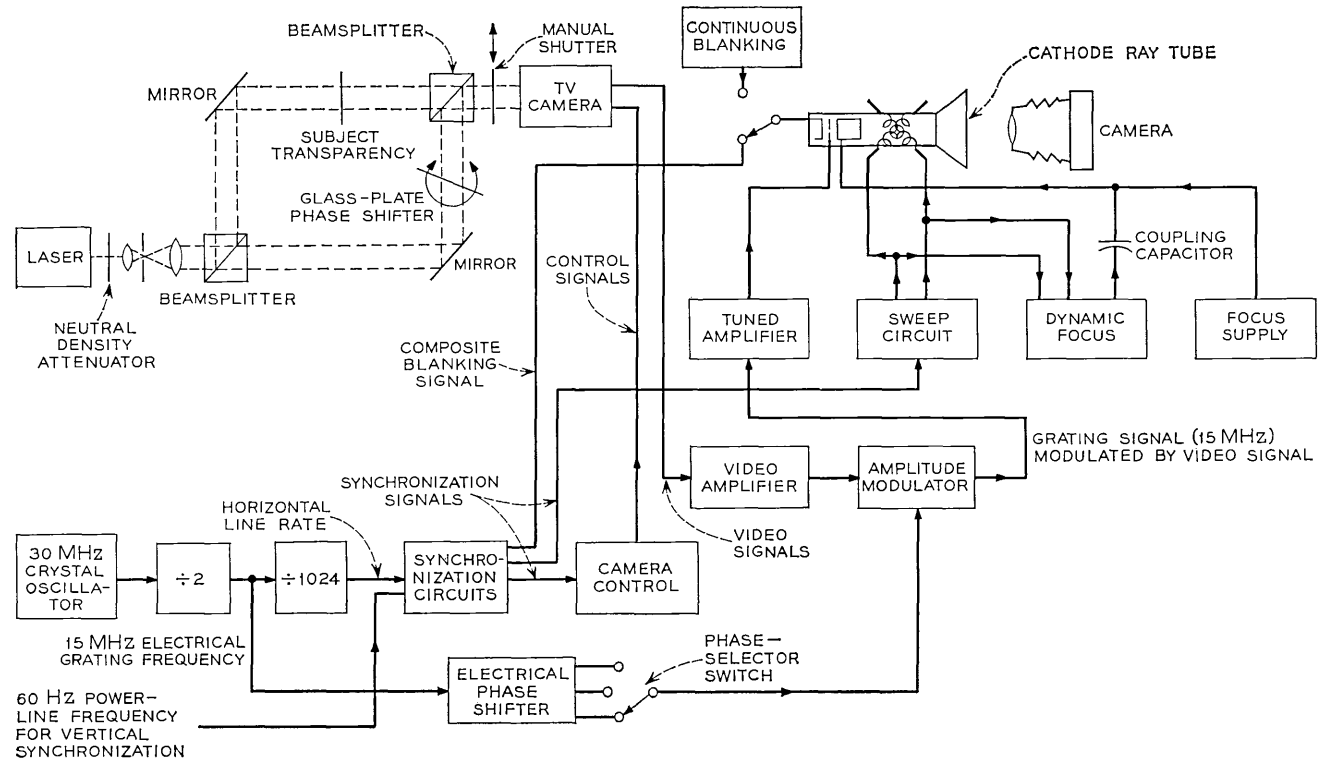 BEAMSPLITTER
MANUAL
SHUTTER
CONTINUOUS
BLANKING
CATHODE RAY TUBE
MIRROR
TV
CAMERA
SUBJECT
TRANSPARENCY
CAMERA
GLASS-PLATE
PHASE SHIFTER
LASER
MIRROR
BEAMSPLITTER
NEUTRAL
DENSITY
ATTENUATOR
CONTROL
SIGNALS
COUPLING
CAPACITOR
TUNED
AMPLIFIER
SWEEP
CIRCUIT
DYNAMIC
FOCUS
FOCUS
SUPPLY
COMPOSITE
BLANKING
SIGNAL
GRATING SIGNAL (15 MHz)
MODULATED BY VIDEO SIGNAL
VIDEO
AMPLIFIER
AMPLITUDE
MODULATOR
SYNCHRONIZATION
SIGNALS
HORIZONTAL
LINE RATE
VIDEO
SIGNALS
30 MHz
CRYSTAL
OSCILLA-
TOR
÷2
÷1024
SYNCHRO-
NIZATION
CIRCUITS
CAMERA
CONTROL
15 MHz ELECTRICAL
GRATING FREQUENCY
PHASE-
SELECTOR
SWITCH
ELECTRICAL
PHASE
SHIFTER
60 Hz POWER-
LINE FREQUENCY
FOR VERTICAL
SYNCHRONIZATION